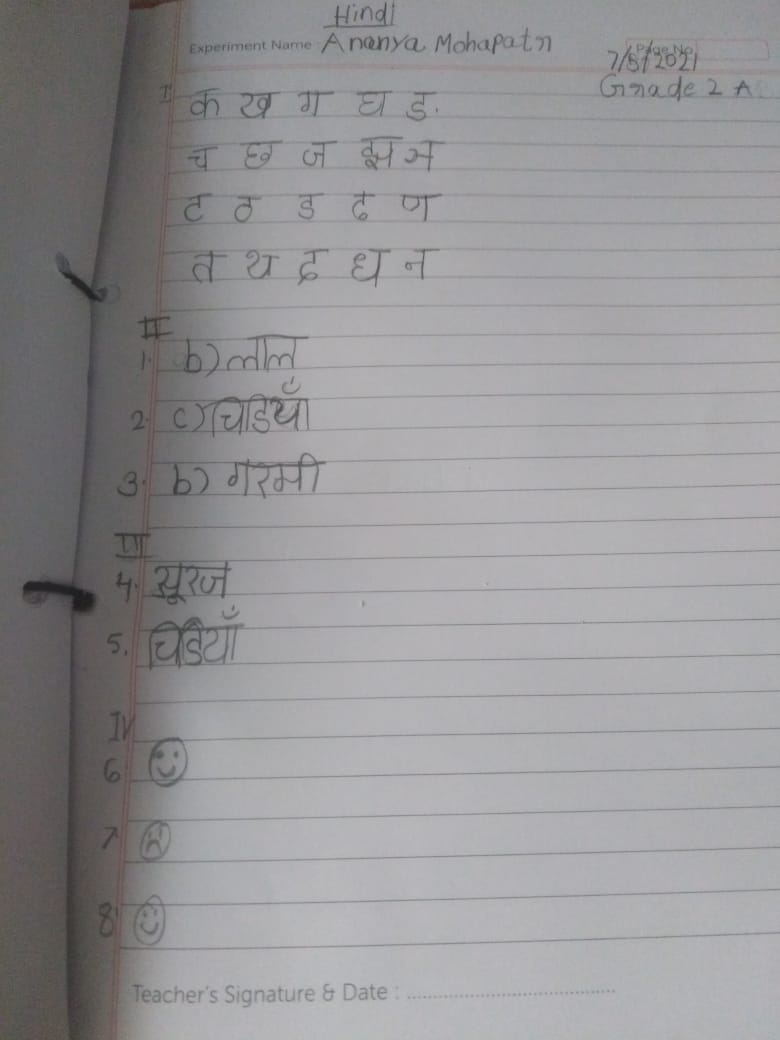 Hindi
Experiment Name Ananya Mohapatra
Page No.
7/5/2021
Grade 2 A
I क ख ग घ ड.
च छ ज झ ञ
ट ठ ड ढ ण
त थ द ध न
II
1. b) लाल
2. c) चिडियाँ
3. b) गरमी
III
4. सूरज
5. चिडियाँ
IV
6
7
8.
Teacher's Signature & Date : ..........................................